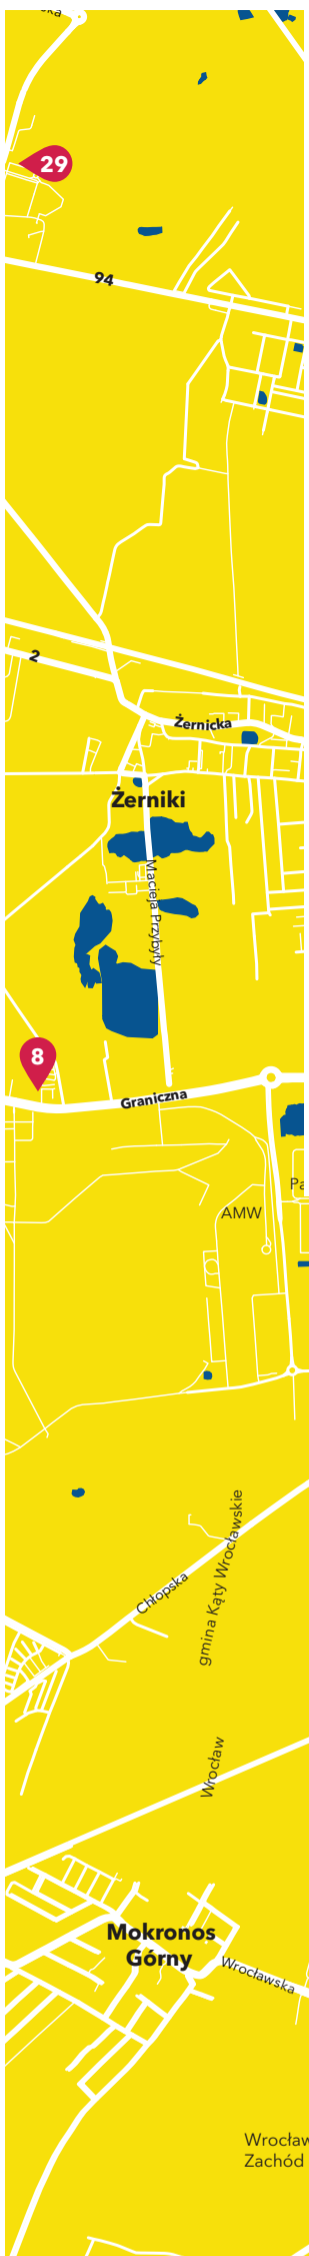 29
94
2
Żernicka
Żerniki
Macieja Przybyły
8
Graniczna
AMW
Chłopska
gmina Kąty Wrocławskie
Wrocław
Mokronos
Górny
Wrocławska
Zachód